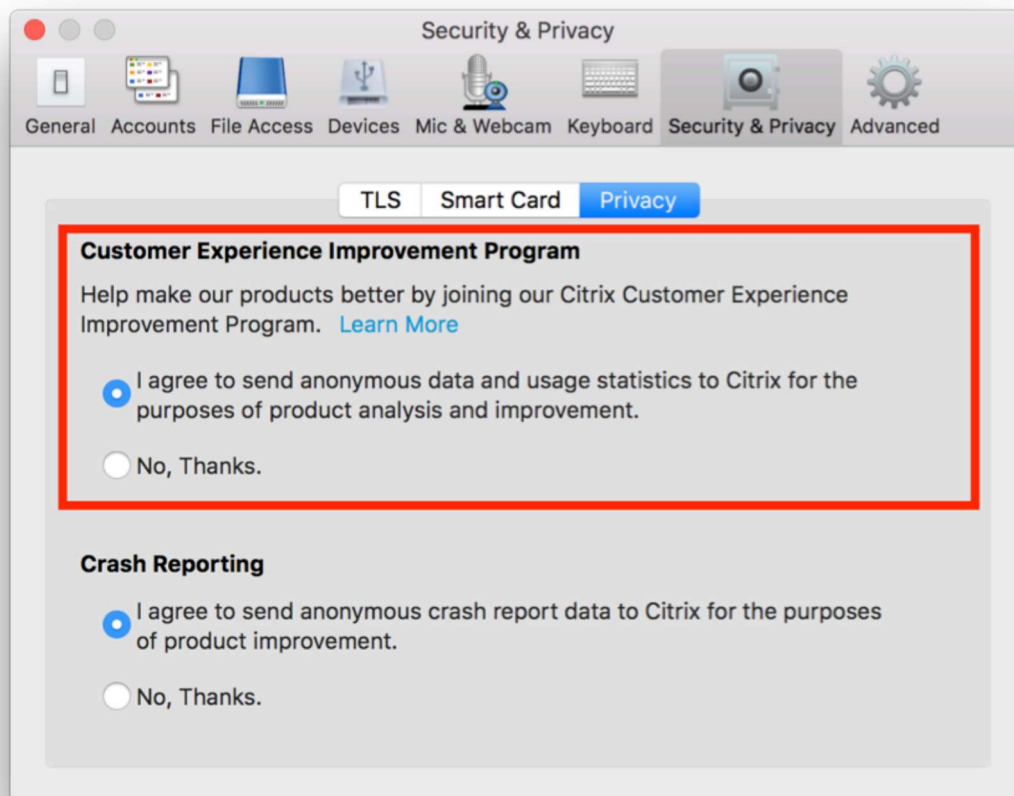 Security & Privacy
General Accounts File Access Devices Mic & Webcam Keyboard Security & Privacy Advanced
TLS Smart Card Privacy
Customer Experience Improvement Program
Help make our products better by joining our Citrix Customer Experience
Improvement Program. Learn More
I agree to send anonymous data and usage statistics to Citrix for the
purposes of product analysis and improvement.
No, Thanks.
Crash Reporting
I agree to send anonymous crash report data to Citrix for the purposes
of product improvement.
No, Thanks.